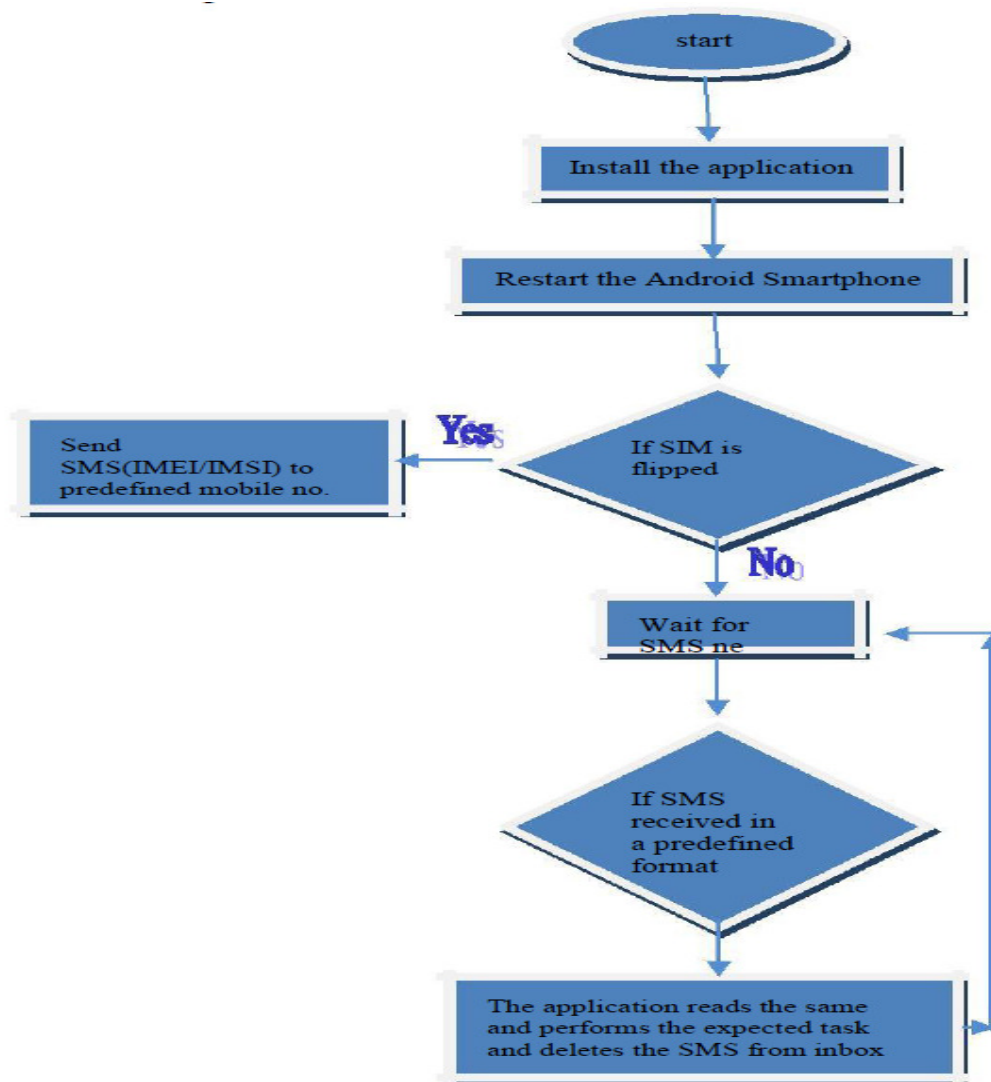 start
Install the application
Restart the Android Smartphone
If SIM is
flipped
Yes
Send
SMS(IMEI/IMSI) to
predefined mobile no.
No
Wait for
SMS ne
If SMS
received in
a predefined
format
The application reads the same
and performs the expected task
and deletes the SMS from inbox